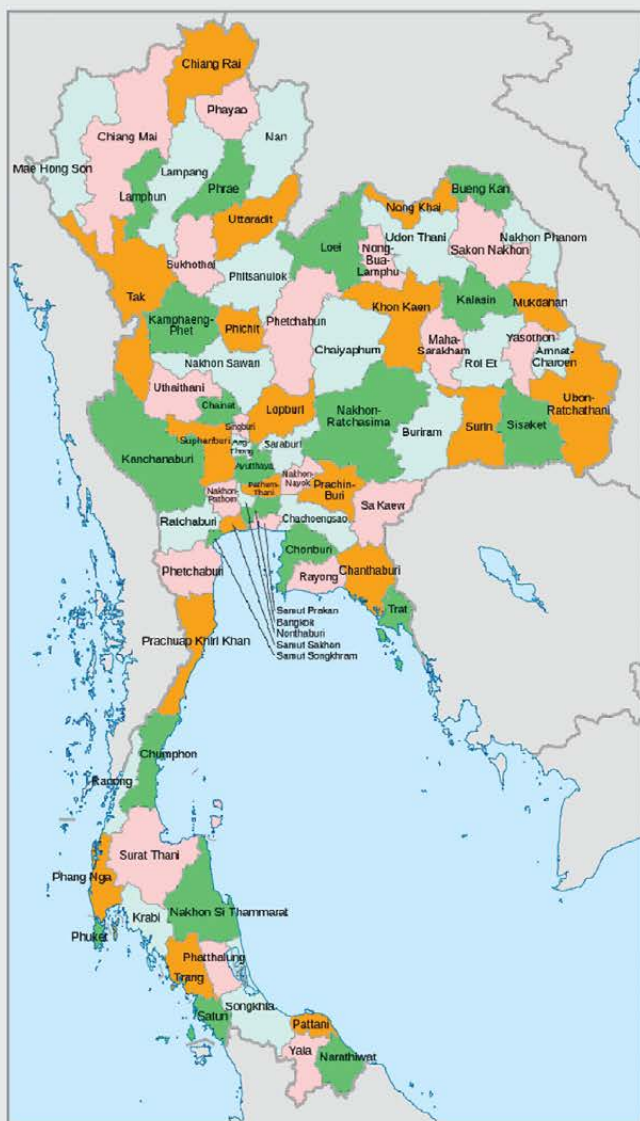 Chiang Rai
Phayao
Chiang Mai
Nan
Mae Hong Son
Lampang
Phrae
Lamphun
Bueng Kan
Nong Khai
Uttaradit
Loei
Udon Thani
Nakhon Phanom
Nong-
Bua-
Lamphu
Sakon Nakhon
Sukhothai
Phitsanulok
Tak
Khon Kaen
Kalasin
Mukdahan
Kamphaeng-
Phet
Phichit
Phetchabun
Chaiyaphum
Maha-
Sarakham
Roi Et
Yasothon
Amnat-
Charoen
Nakhon Sawan
Uthaithani
Chainat
Lopburi
Nakhon-
Ratchasima
Buriram
Surin
Sisaket
Ubon-
Ratchathani
Singburi
Suphanburi
Ang
Thong
Saraburi
Kanchanaburi
Ayutthaya
Nakhon-
Nayok
Prachin-
Buri
Pathum-
Thani
Nakhon-
Pathom
Sa Kaew
Ratchaburi
Chachoengsao
Chonburi
Phetchaburi
Rayong
Chanthaburi
Trat
Samut Prakan
Bangkok
Nonthaburi
Samut Sakhon
Samut Songkhram
Prachuap Khiri Khan
Chumphon
Ranong
Surat Thani
Phang Nga
Nakhon Si Thammarat
Krabi
Phuket
Phatthalung
Trang
Songkhla
Satun
Pattani
Yala
Narathiwat